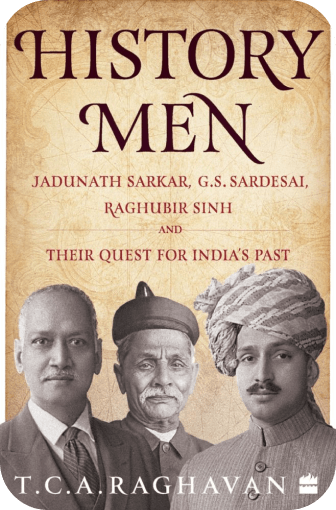 HISTORY
MEN
JADUNATH SARKAR, G.S. SARDESAI,
RAGHUBIR SINH
AND
THEIR QUEST FOR INDIA'S PAST
T.C.A.RAGHAVAN